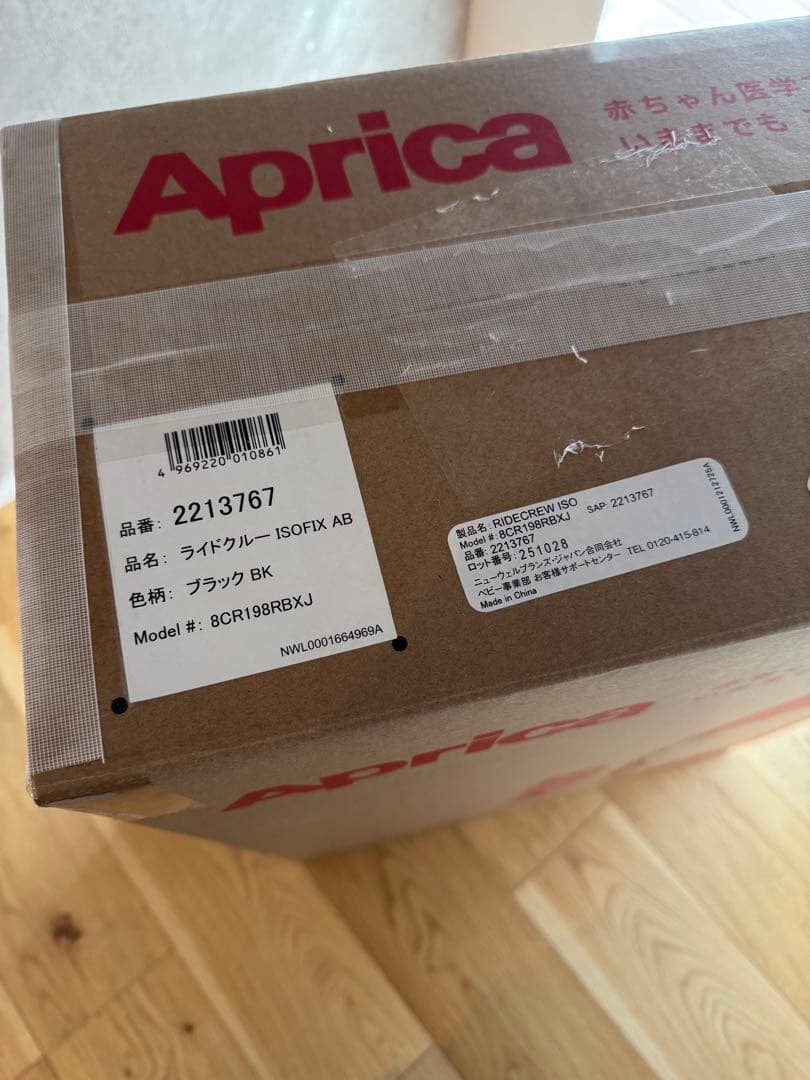 Aprica
赤ちゃん医学
いますでも
4 969220 010861
品番: 2213767
品名: ライドクルー ISOFIX AB
色柄: ブラック BK
Model #: 8CR198RBXJ
NWL0001664969A
製品名: RIDECREW ISO
Model #: 8CR198RBXJ SAP: 2213767
品番: 2213767
ロット番号: 251028
ニューウェルブランズ・ジャパン合同会社
ベビー事業部 お客様サポートセンター TEL 0120-415-814
Made in China
NWL0001212725A
Aprica